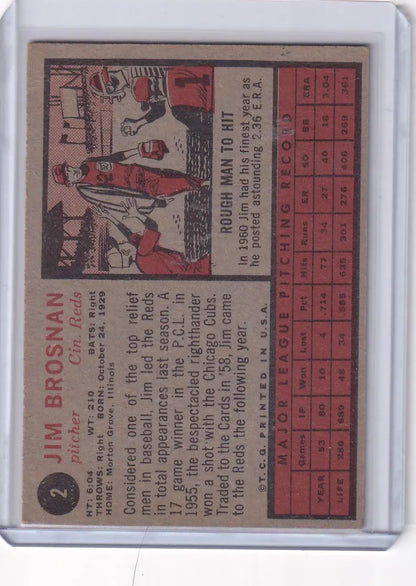 2
JIM BROSNAN
pitcher Cin. Reds
HT: 6:04 WT: 210 BATS: Right
THROWS: Right BORN: October 24, 1929
HOME: Morton Grove, Illinois
Considered one of the top relief
men in baseball, Jim led the Reds
in total appearances last season. A
17 game winner in the P.C.L. in
1955, the bespectacled righthander
won a shot with the Chicago Cubs.
Traded to the Cards in '58, Jim came
to the Reds the following year.
©T.C.G. PRINTED IN U.S.A.
ROUGH MAN TO HIT
In 1960 Jim had his finest year as
he posted astounding 2.36 E.R.A.
MAJOR LEAGUE PITCHING RECORD
Games IP Won Lost Pct Hits Runs ER SO BB ERA
YEAR 53 80 10 4 .714 77 34 27 40 18 3.04
LIFE 280 689 48 34 .585 635 301 276 406 269 3.61